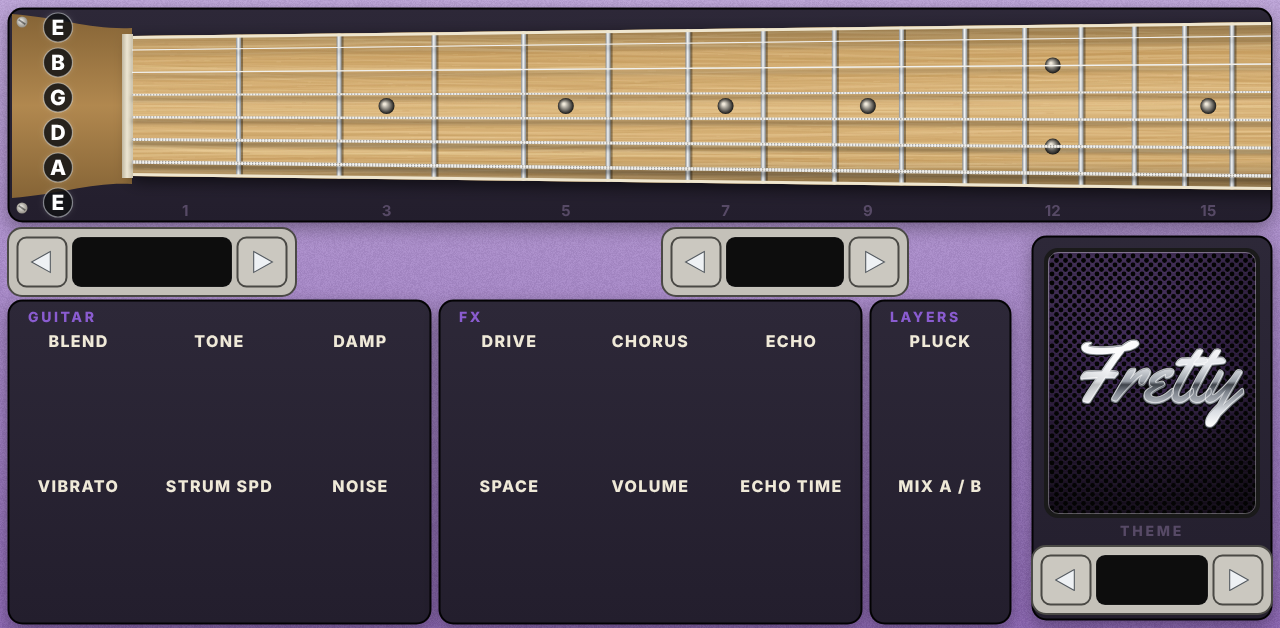 E
B
G
D
A
E
1 3 5 7 9 12 15
GUITAR
BLEND TONE DAMP
VIBRATO STRUM SPD NOISE
FX
DRIVE CHORUS ECHO
SPACE VOLUME ECHO TIME
LAYERS
PLUCK
MIX A / B
Fretty
THEME